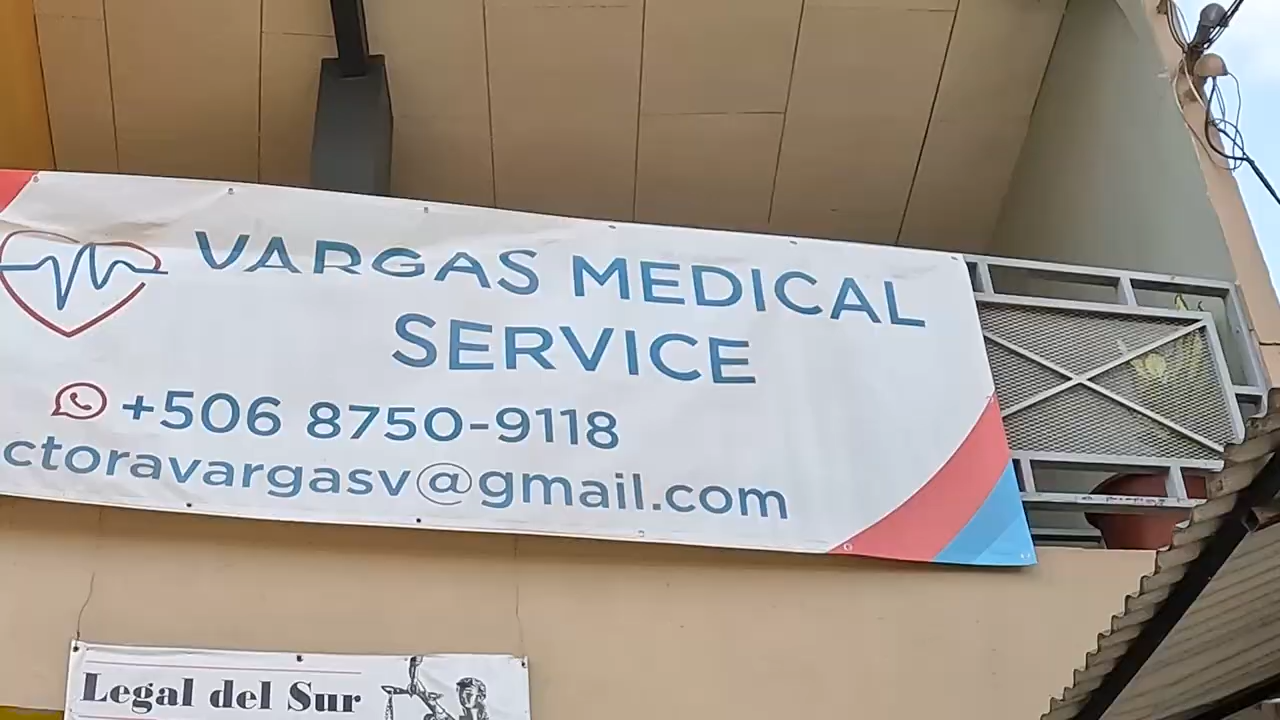 VARGAS MEDICAL
SERVICE
+506 8750-9118
ctoravargasv@gmail.com
Legal del Sur